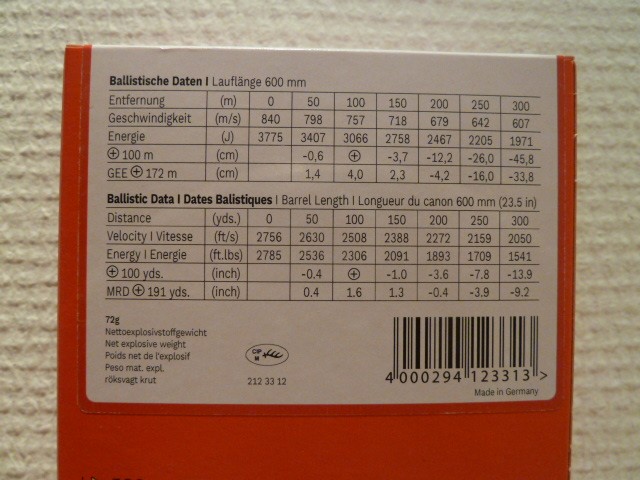 Ballistische Daten I Lauflänge 600 mm
Entfernung (m) 0 50 100 150 200 250 300
Geschwindigkeit (m/s) 840 798 757 718 679 642 607
Energie (J) 3775 3407 3066 2758 2467 2205 1971
⊕ 100 m (cm) -0,6 ⊕ -3,7 -12,2 -26,0 -45,8
GEE ⊕ 172 m (cm) 1,4 4,0 2,3 -4,2 -16,0 -33,8
Ballistic Data I Dates Balistiques I Barrel Length I Longueur du canon 600 mm (23.5 in)
Distance (yds.) 0 50 100 150 200 250 300
Velocity I Vitesse (ft/s) 2756 2630 2508 2388 2272 2159 2050
Energy I Energie (ft.lbs) 2785 2536 2306 2091 1893 1709 1541
⊕ 100 yds. (inch) -0.4 ⊕ -1.0 -3.6 -7.8 -13.9
MRD ⊕ 191 yds. (inch) 0.4 1.6 1.3 -0.4 -3.9 -9.2
72g
Nettoexplosivstoffgewicht
Net explosive weight
Poids net de l'explosif
Peso mat. expl.
röksvagt krut
CIP
M
212 33 12
4 000294 123313 >
Made in Germany